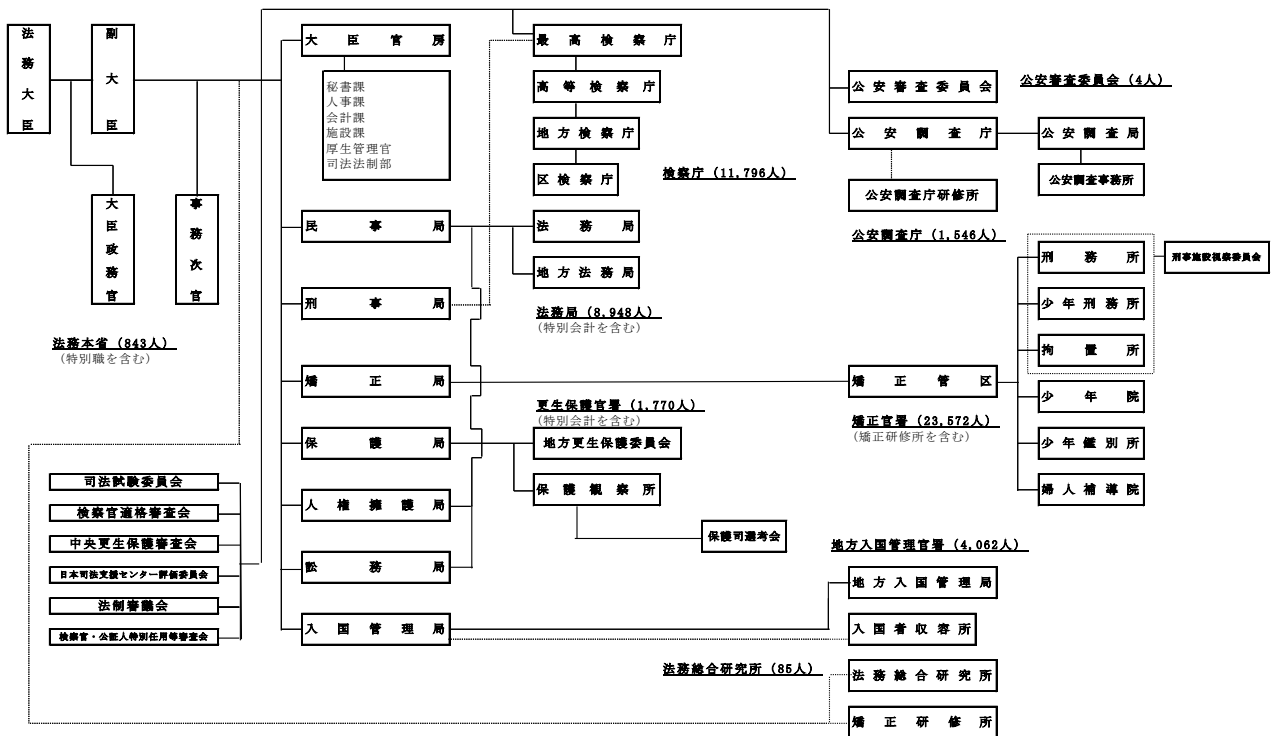 法務大臣
副大臣
大臣政務官
事務次官
法務本省 (843人)
(特別職を含む)
司法試験委員会
検察官適格審査会
中央更生保護審査会
日本司法支援センター評価委員会
法制審議会
検察官・公証人特別任用等審査会
大臣官房
秘書課
人事課
会計課
施設課
厚生管理官
司法法制部
民事局
刑事局
矯正局
保護局
人権擁護局
訟務局
入国管理局
最高検察庁
高等検察庁
地方検察庁
区検察庁
検察庁 (11,796人)
法務局
地方法務局
法務局 (8,948人)
(特別会計を含む)
更生保護官署 (1,770人)
(特別会計を含む)
地方更生保護委員会
保護観察所
保護司選考会
公安審査委員会
公安審査委員会 (4人)
公安調査庁
公安調査局
公安調査庁研修所
公安調査事務所
公安調査庁 (1,546人)
矯正管区
矯正官署 (23,572人)
(矯正研修所を含む)
刑務所
少年刑務所
拘置所
少年院
少年鑑別所
婦人補導院
刑事施設視察委員会
地方入国管理官署 (4,062人)
地方入国管理局
入国者収容所
法務総合研究所 (85人)
法務総合研究所
矯正研修所